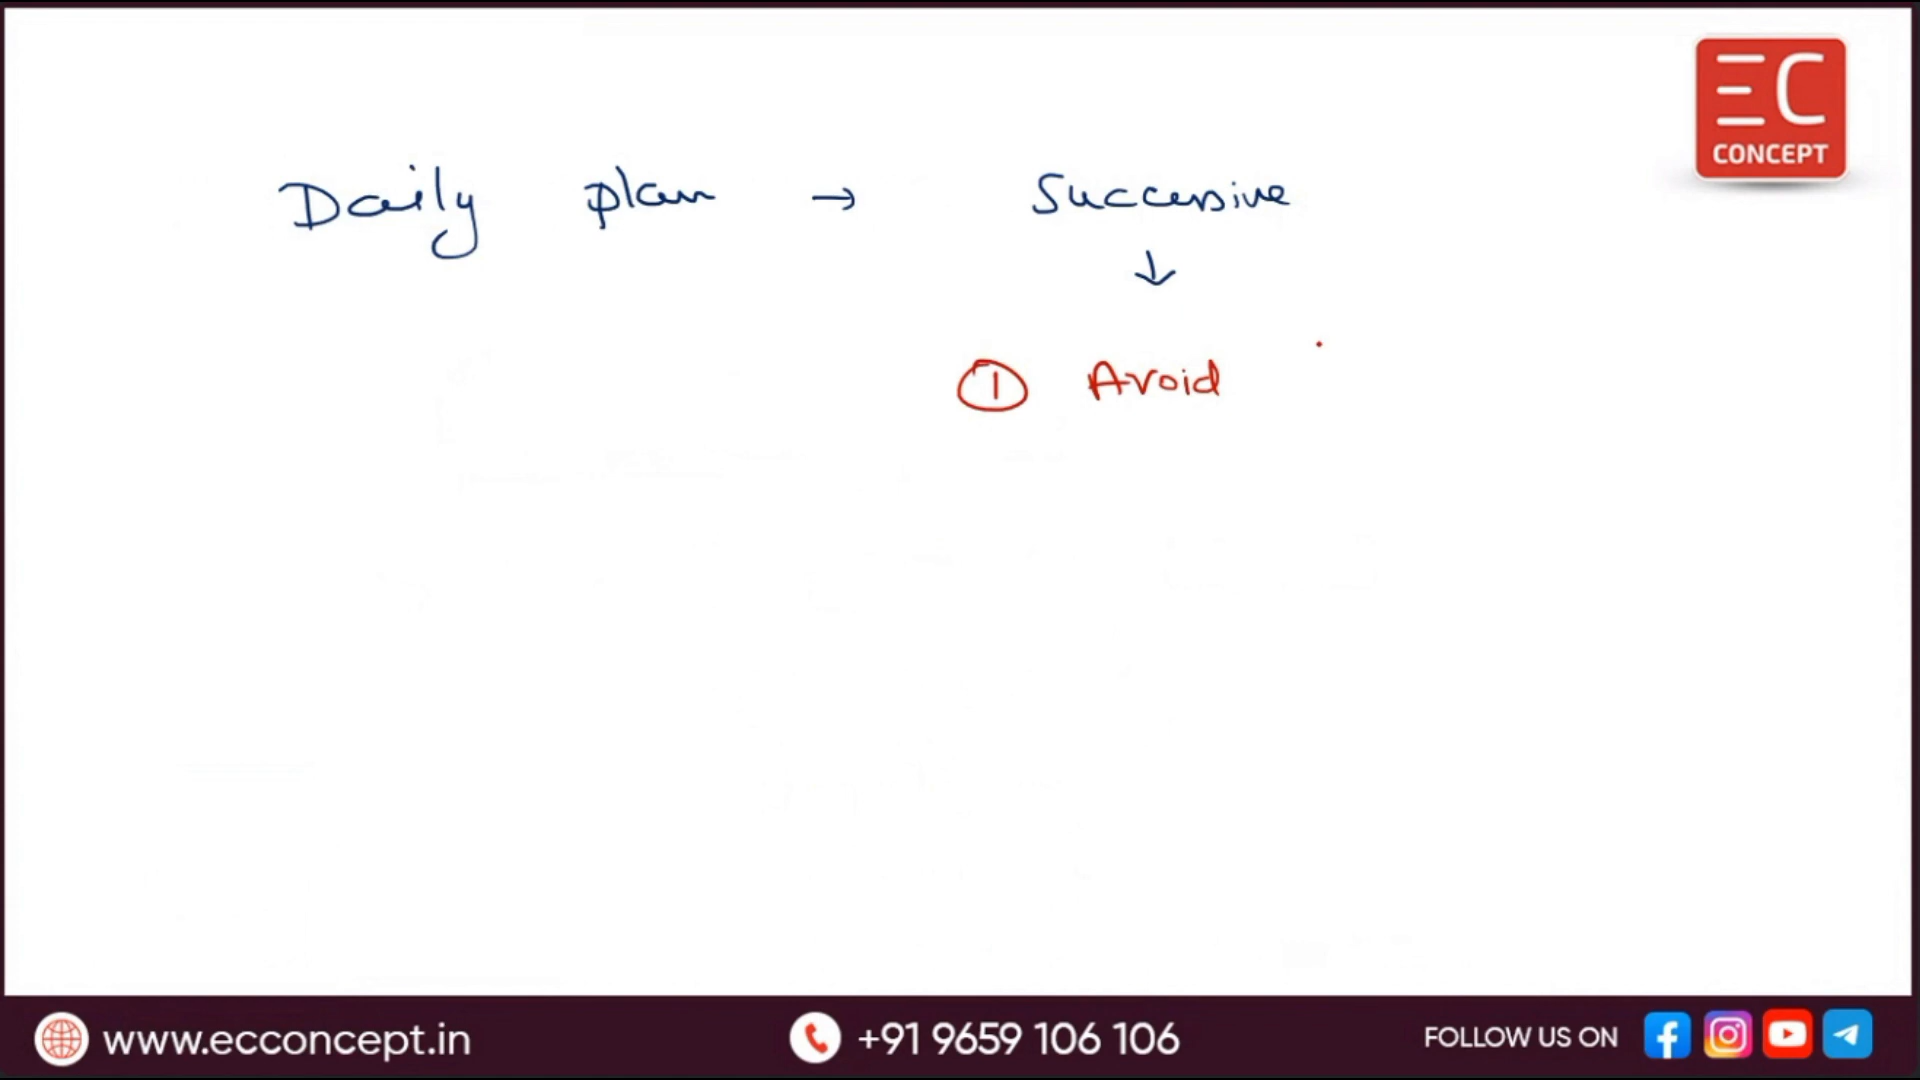 EC
CONCEPT
Daily plan → Successive
↓
① Avoid
www.ecconcept.in +91 9659 106 106 FOLLOW US ON